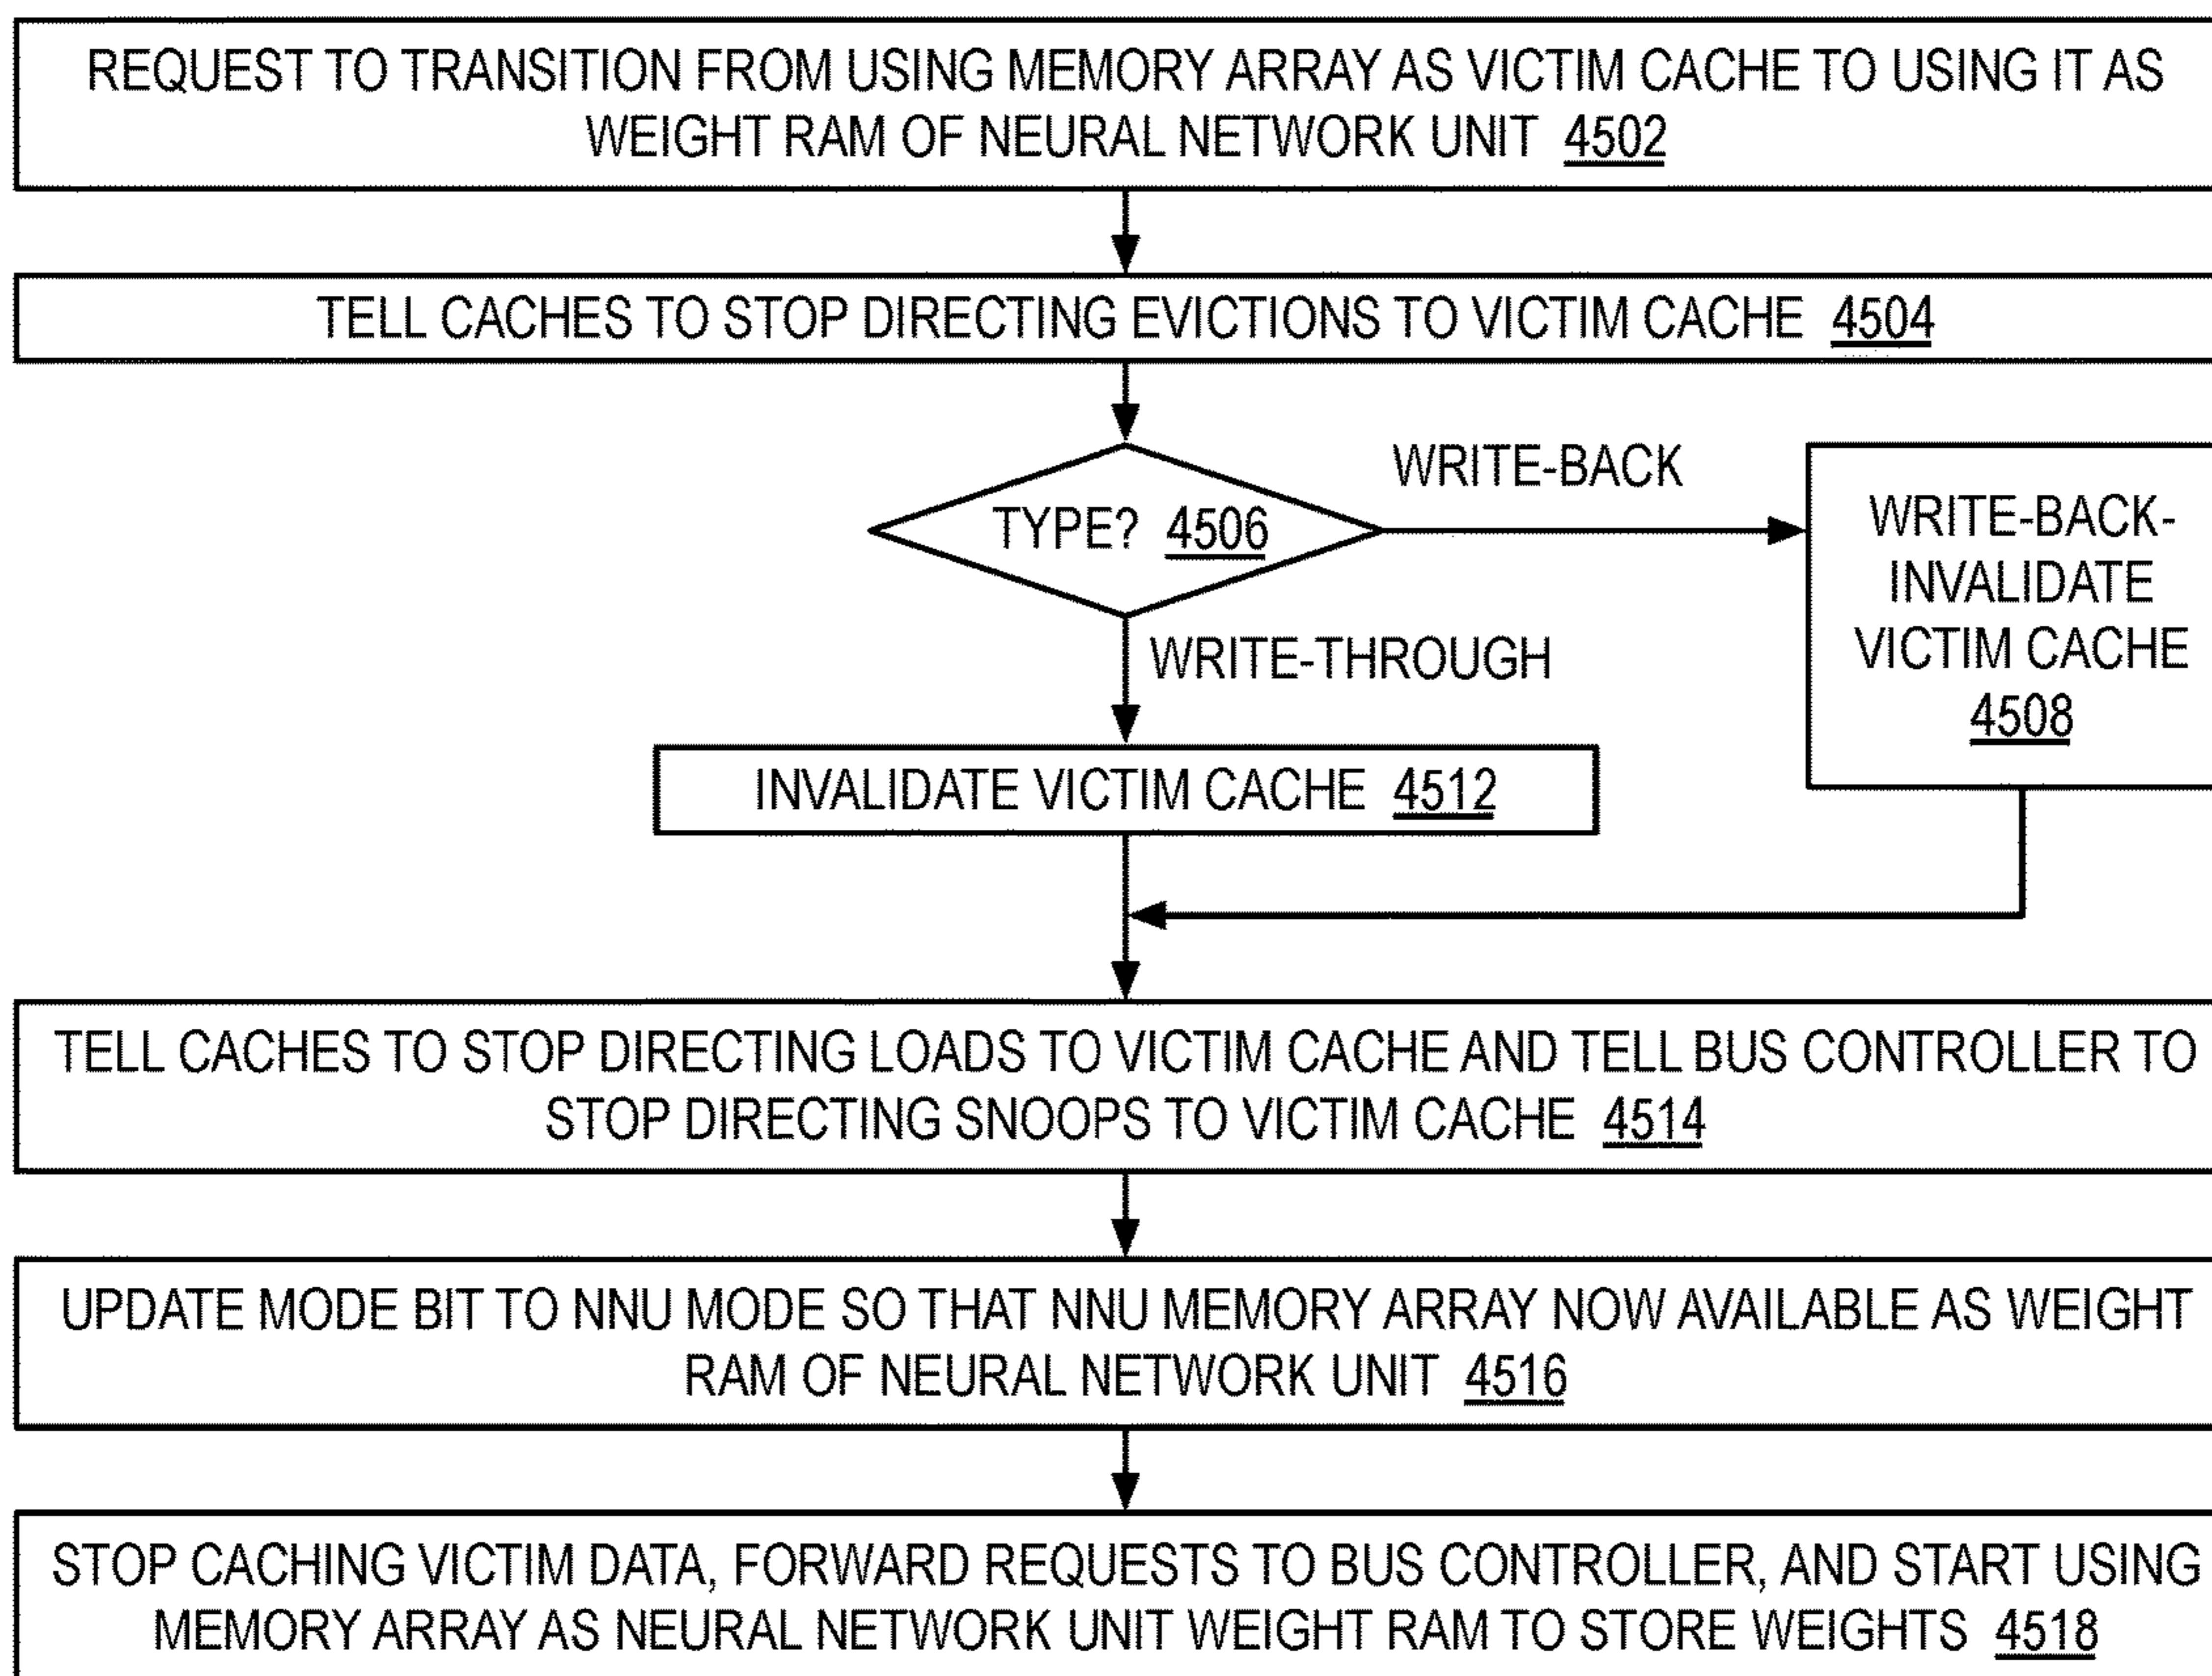 REQUEST TO TRANSITION FROM USING MEMORY ARRAY AS VICTIM CACHE TO USING IT AS
WEIGHT RAM OF NEURAL NETWORK UNIT 4502
TELL CACHES TO STOP DIRECTING EVICTIONS TO VICTIM CACHE 4504
TYPE? 4506
WRITE-BACK
WRITE-BACK-
INVALIDATE
VICTIM CACHE
4508
WRITE-THROUGH
INVALIDATE VICTIM CACHE 4512
TELL CACHES TO STOP DIRECTING LOADS TO VICTIM CACHE AND TELL BUS CONTROLLER TO
STOP DIRECTING SNOOPS TO VICTIM CACHE 4514
UPDATE MODE BIT TO NNU MODE SO THAT NNU MEMORY ARRAY NOW AVAILABLE AS WEIGHT
RAM OF NEURAL NETWORK UNIT 4516
STOP CACHING VICTIM DATA, FORWARD REQUESTS TO BUS CONTROLLER, AND START USING
MEMORY ARRAY AS NEURAL NETWORK UNIT WEIGHT RAM TO STORE WEIGHTS 4518